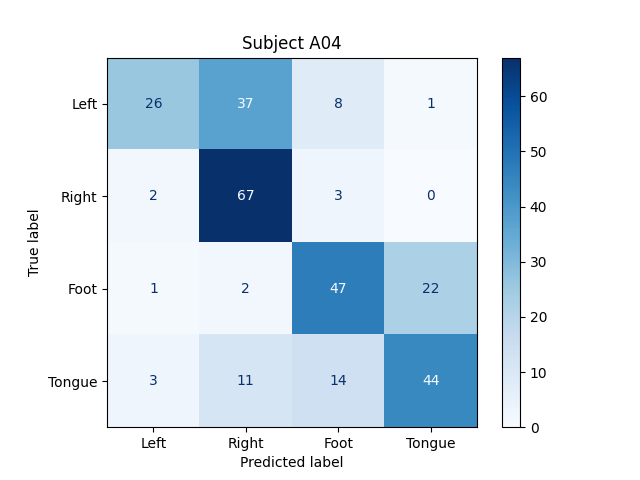 Subject A04
True label
Left 26 37 8 1
Right 2 67 3 0
Foot 1 2 47 22
Tongue 3 11 14 44
Left Right Foot Tongue
Predicted label
60
50
40
30
20
10
0